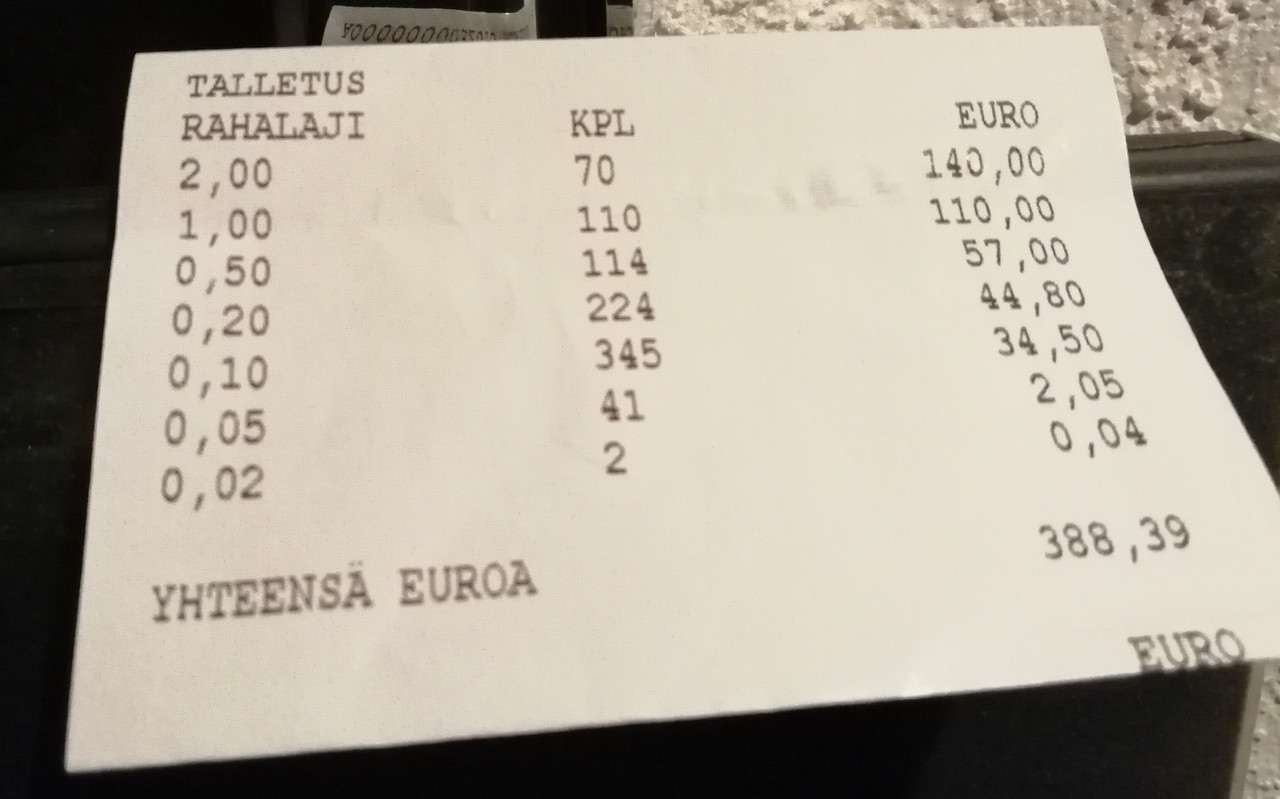 TALLETUS
RAHALAJI KPL EURO
2,00 70 140,00
1,00 110 110,00
0,50 114 57,00
0,20 224 44,80
0,10 345 34,50
0,05 41 2,05
0,02 2 0,04
YHTEENSÄ EUROA 388,39
EURO